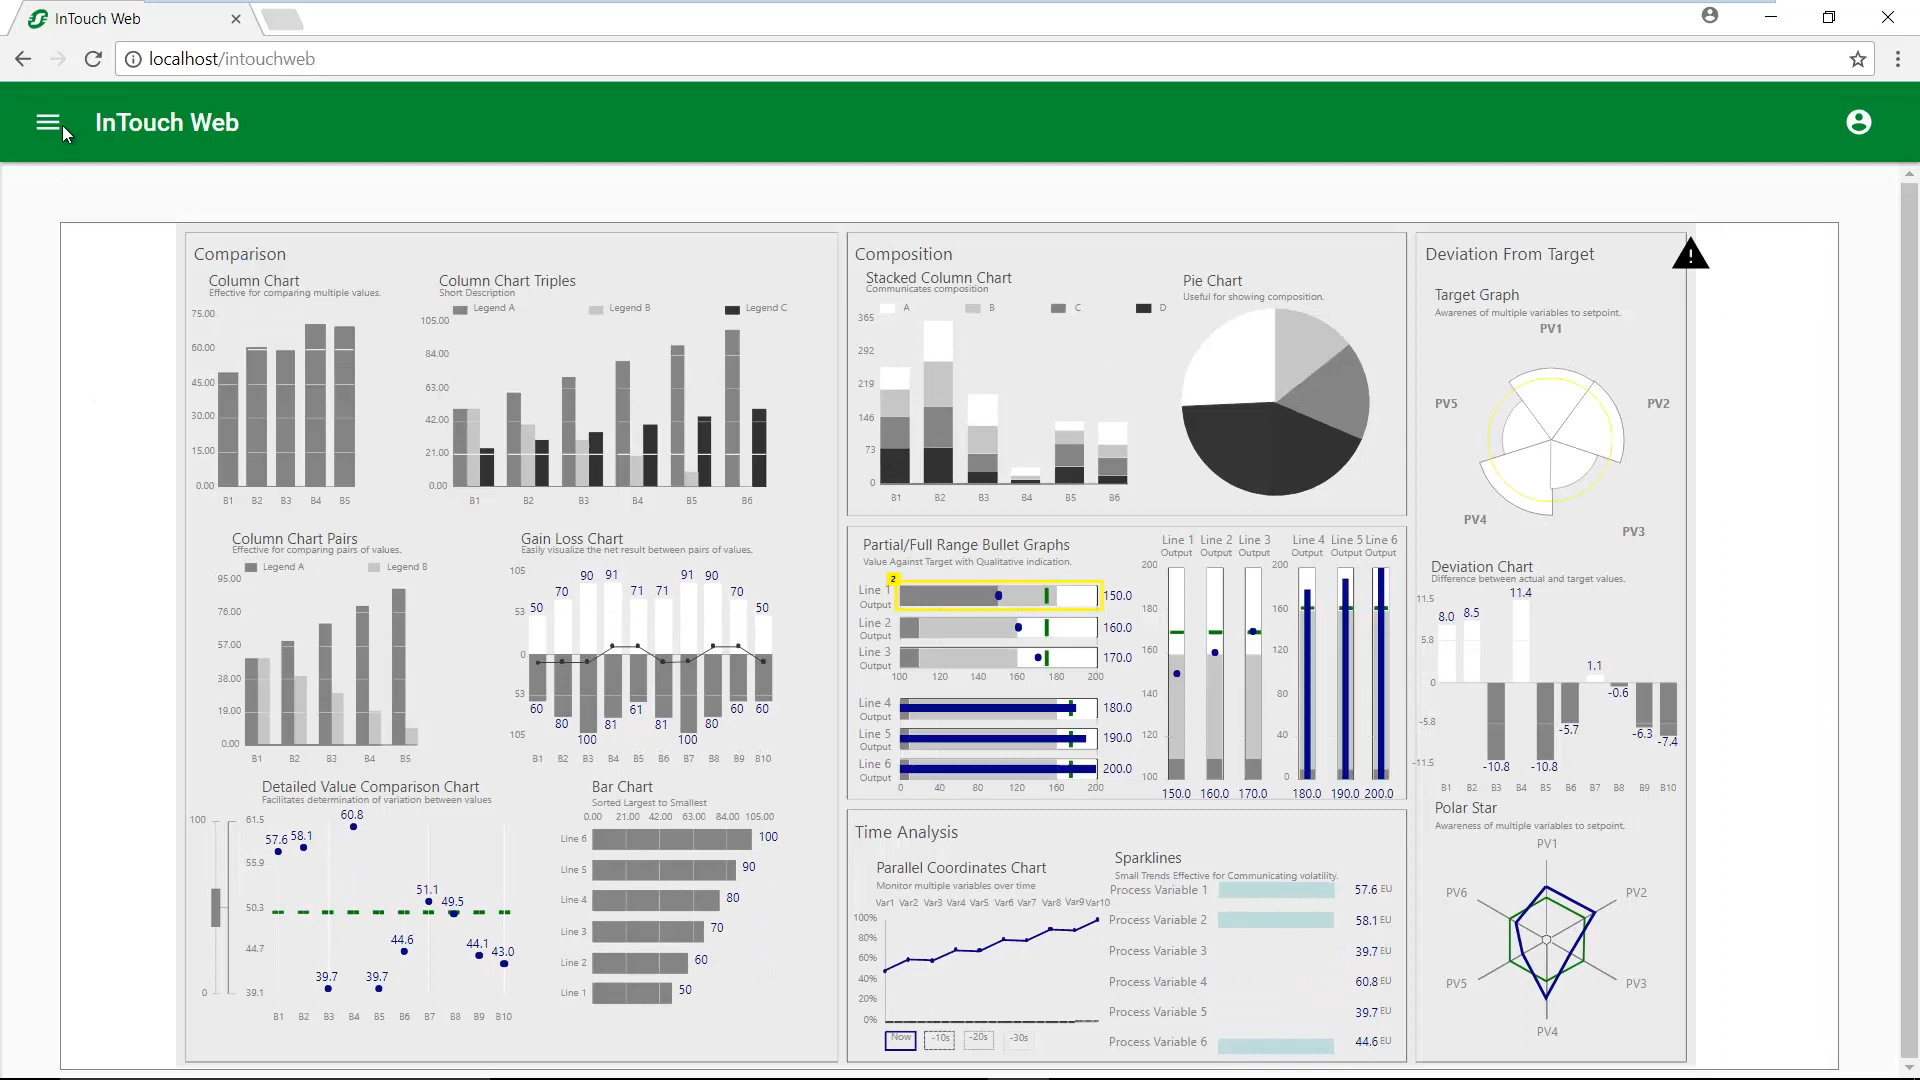 InTouch Web
localhost/intouchweb
InTouch Web
Comparison
Column Chart
Effective for comparing multiple values.
75.00
60.00
45.00
30.00
15.00
0.00
B1 B2 B3 B4 B5
Column Chart Triples
Short Description
Legend A Legend B Legend C
105.00
84.00
63.00
42.00
21.00
0.00
B1 B2 B3 B4 B5 B6
Column Chart Pairs
Effective for comparing pairs of values.
Legend A Legend B
95.00
76.00
57.00
38.00
19.00
0.00
B1 B2 B3 B4 B5
Gain Loss Chart
Easily visualize the net result between pairs of values.
105
53
0
53
105
50 70 90 91 71 71 91 90 70 50
60 80 100 81 61 81 100 80 60 60
B1 B2 B3 B4 B5 B6 B7 B8 B9 B10
Detailed Value Comparison Chart
Facilitates determination of variation between values
100
0
61.5
55.9
50.3
44.7
39.1
57.6 58.1 39.7 60.8 39.7 44.6 51.1 49.5 44.1 43.0
B1 B2 B3 B4 B5 B6 B7 B8 B9 B10
Bar Chart
Sorted Largest to Smallest
0.00 21.00 42.00 63.00 84.00 105.00
Line 6 100
Line 5 90
Line 4 80
Line 3 70
Line 2 60
Line 1 50
Composition
Stacked Column Chart
Communicates composition
A B C D
365
292
219
146
73
0
B1 B2 B3 B4 B5 B6
Pie Chart
Useful for showing composition.
Partial/Full Range Bullet Graphs
Value Against Target with Qualitative indication.
2
Line 1
Output
150.0
Line 2
Output
160.0
Line 3
Output
170.0
100 120 140 160 180 200
Line 4
Output
180.0
Line 5
Output
190.0
Line 6
Output
200.0
0 40 80 120 160 200
Line 1 Line 2 Line 3
Output Output Output
200
180
160
140
120
100
150.0 160.0 170.0
Line 4 Line 5 Line 6
Output Output Output
200
160
120
80
40
0
180.0 190.0 200.0
Time Analysis
Parallel Coordinates Chart
Monitor multiple variables over time
Var1 Var2 Var3 Var4 Var5 Var6 Var7 Var8 Var9 Var10
100%
80%
60%
40%
20%
0%
Now -10s -20s -30s
Sparklines
Small Trends Effective for Communicating volatility.
Process Variable 1 57.6 EU
Process Variable 2 58.1 EU
Process Variable 3 39.7 EU
Process Variable 4 60.8 EU
Process Variable 5 39.7 EU
Process Variable 6 44.6 EU
Deviation From Target
Target Graph
Awarenes of multiple variables to setpoint.
PV1
PV5 PV2
PV4
PV3
Deviation Chart
Difference between actual and target values.
11.5
5.8
0
-5.8
-11.5
8.0 8.5 -10.8 11.4 -10.8 -5.7 1.1 -0.6 -6.3 -7.4
B1 B2 B3 B4 B5 B6 B7 B8 B9 B10
Polar Star
Awareness of multiple variables to setpoint.
PV1
PV6 PV2
PV5 PV3
PV4